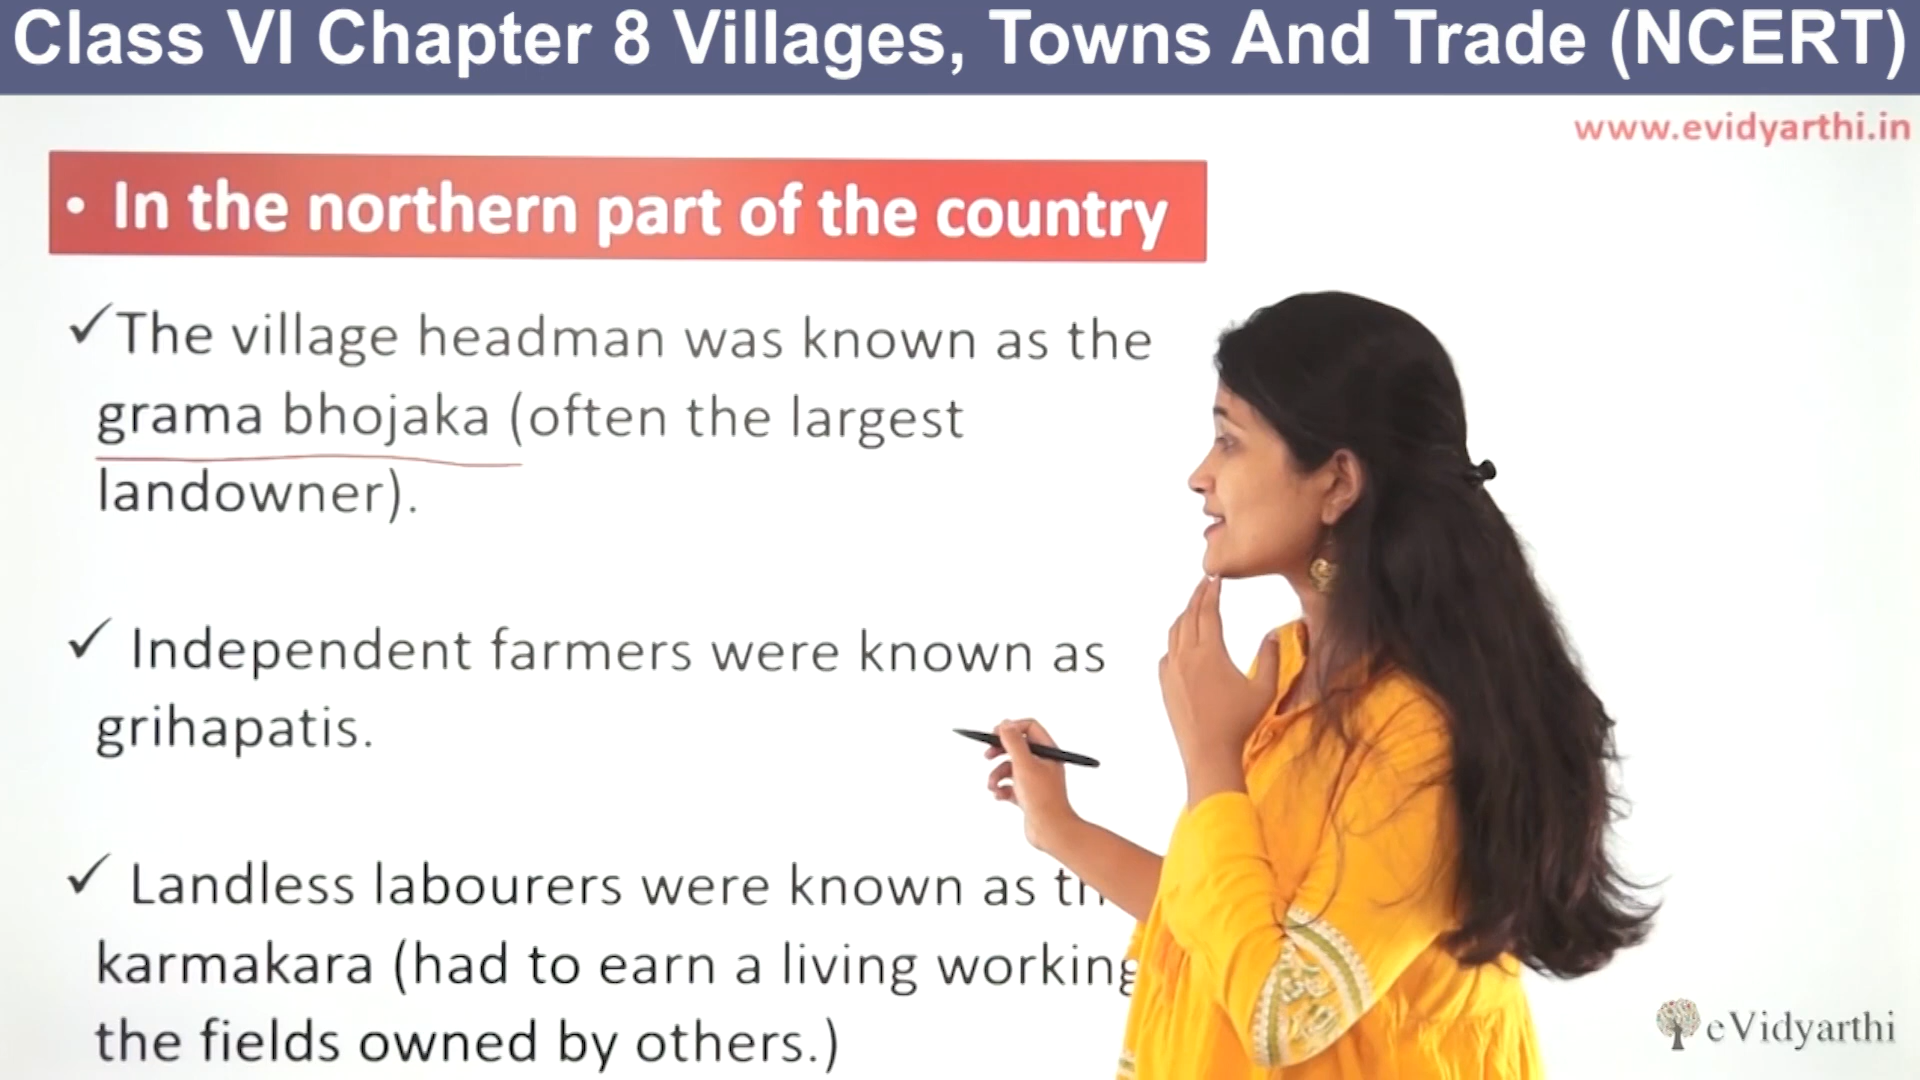 Class VI Chapter 8 Villages, Towns And Trade (NCERT)
www.evidyarthi.in
• In the northern part of the country
✓The village headman was known as the
grama bhojaka (often the largest
landowner).
✓ Independent farmers were known as
grihapatis.
✓ Landless labourers were known as
karmakara (had to earn a living working
the fields owned by others.)
eVidyarthi